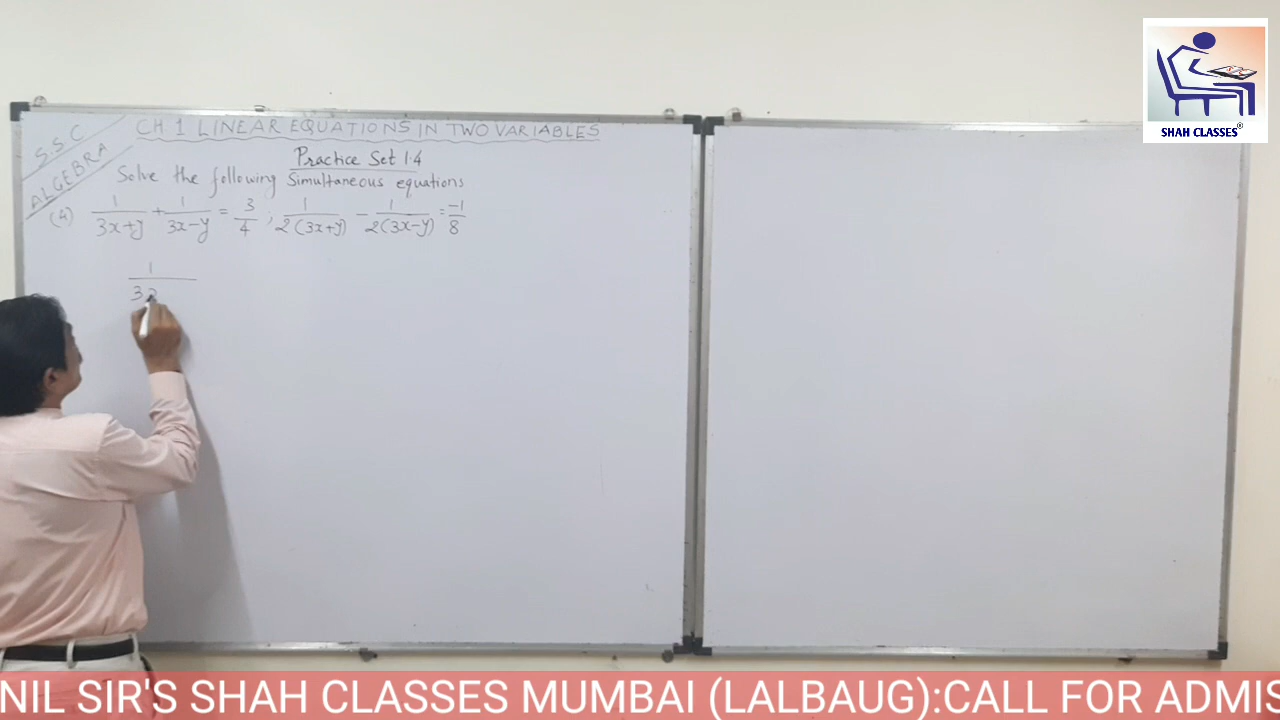 SHAH CLASSES®
S.S.C
ALGEBRA
CH 1 LINEAR EQUATIONS IN TWO VARIABLES
Practice Set 1.4
Solve the following Simultaneous equations
(4) 1/(3x+y) + 1/(3x-y) = 3/4 ; 1/2(3x+y) - 1/2(3x-y) = -1/8
1
3x
NIL SIR'S SHAH CLASSES MUMBAI (LALBAUG):CALL FOR ADMIS